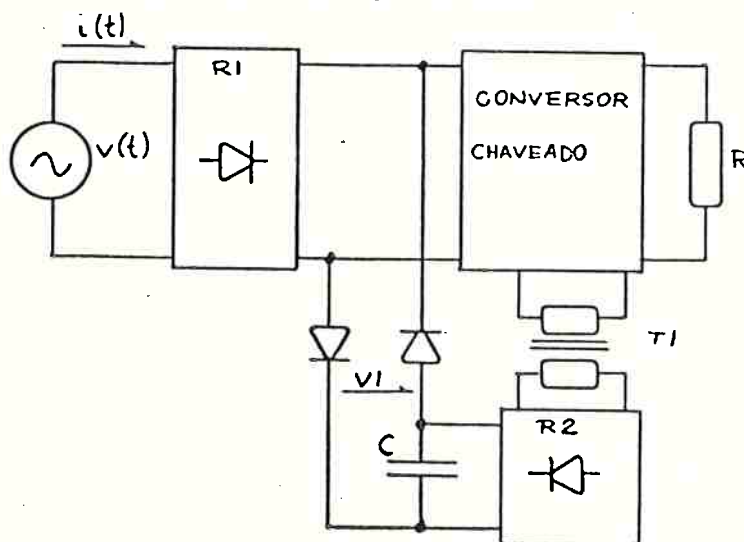 i(t)
R1
CONVERSOR
CHAVEADO
v(t)
R
T1
V1
C
R2